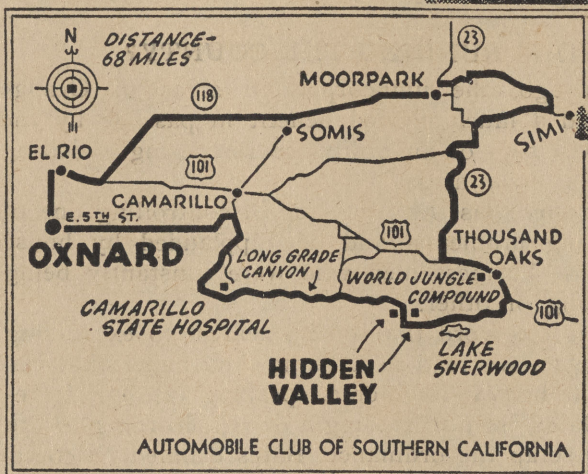 N
DISTANCE-
68 MILES
23
118
MOORPARK
SOMIS
SIMI
EL RIO
101
CAMARILLO
23
E. 5TH ST.
OXNARD
101
THOUSAND
OAKS
LONG GRADE
CANYON
WORLD JUNGLE
COMPOUND
101
CAMARILLO
STATE HOSPITAL
LAKE
SHERWOOD
HIDDEN
VALLEY
AUTOMOBILE CLUB OF SOUTHERN CALIFORNIA